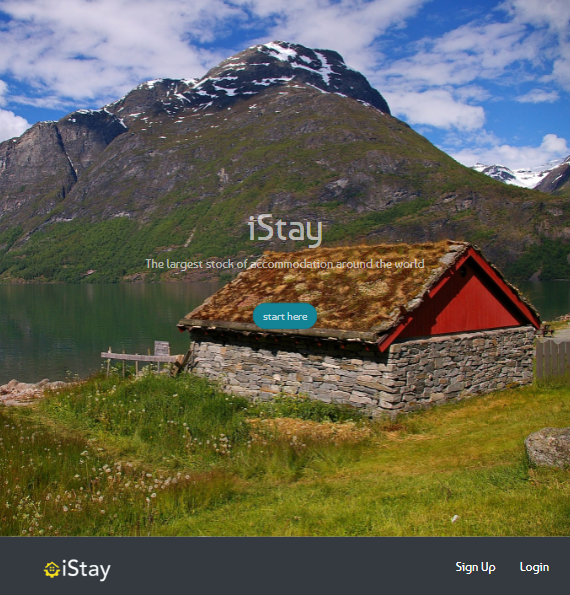 iStay
The largest stock of accommodation around the world
start here
iStay
Sign Up
Login